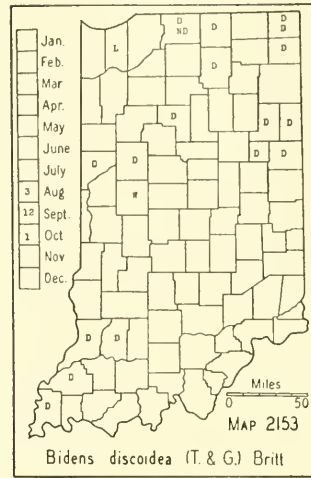 Jan.
Feb.
Mar
Apr.
May
June
July
3 Aug
12 Sept.
1 Oct
Nov
Dec.
D D D
ND D
L D
D
D D D
D D D D
W
D D
D
D
Miles
0 50
MAP 2153
Bidens discoidea (T. & G.) Britt